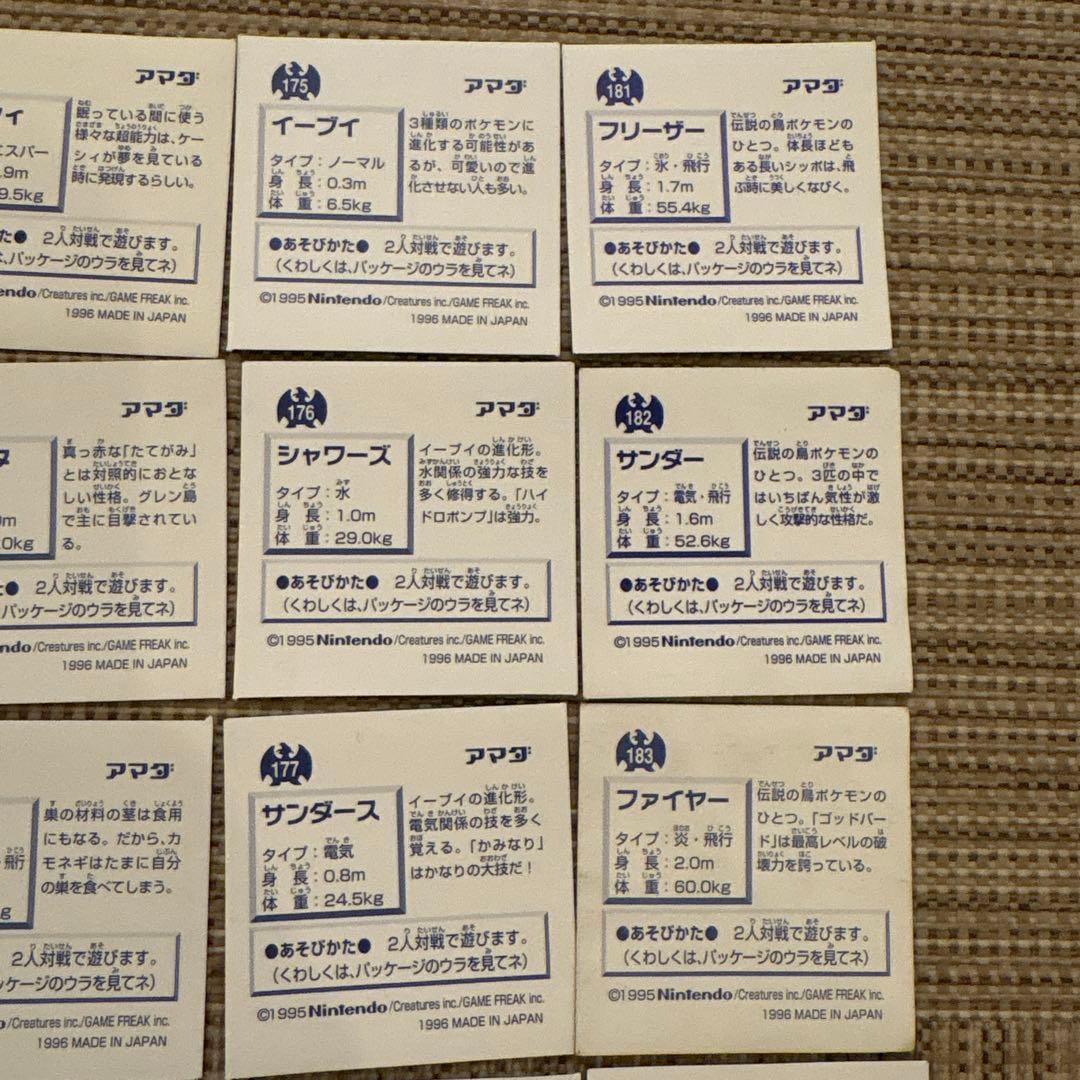 アマダ
ィ
エスパー
.9m
9.5kg
眠っている間に使う
様々な超能力は、ケー
シィが夢を見ている
時に発現するらしい。
た● 2人対戦で遊びます。
は、パッケージのウラを見てネ)
endo/Creatures inc./GAME FREAK inc.
1996 MADE IN JAPAN
175
アマダ
イーブイ
タイプ:ノーマル
身長:0.3m
体重:6.5kg
3種類のポケモンに
進化する可能性があ
るが、可愛いので進
化させない人も多い。
●あそびかた● 2人対戦で遊びます。
(くわしくは、パッケージのウラを見てネ)
©1995 Nintendo/Creatures inc./GAME FREAK inc.
1996 MADE IN JAPAN
181
アマダ
フリーザー
タイプ:氷・飛行
身長:1.7m
体重:55.4kg
伝説の鳥ポケモンの
ひとつ。体長ほども
ある長いシッポは、飛
ぶ時に美しくなびく。
●あそびかた● 2人対戦で遊びます。
(くわしくは、パッケージのウラを見てネ)
©1995 Nintendo/Creatures inc./GAME FREAK inc.
1996 MADE IN JAPAN
アマダ
タ
0m
.0kg
真っ赤な「たてがみ」
とは対照的におとな
しい性格。グレン島
で主に目撃されてい
る。
た● 2人対戦で遊びます。
、パッケージのウラを見てネ)
ndo/Creatures inc./GAME FREAK inc.
1996 MADE IN JAPAN
176
アマダ
シャワーズ
タイプ:水
身長:1.0m
体重:29.0kg
イーブイの進化形。
水関係の強力な技を
多く修得する。「ハイ
ドロポンプ」は強力。
●あそびかた● 2人対戦で遊びます。
(くわしくは、パッケージのウラを見てネ)
©1995 Nintendo/Creatures inc./GAME FREAK inc.
1996 MADE IN JAPAN
182
アマダ
サンダー
タイプ:電気・飛行
身長:1.6m
体重:52.6kg
伝説の鳥ポケモンの
ひとつ。3匹の中で
はいちばん気性が激
しく攻撃的な性格だ。
●あそびかた● 2人対戦で遊びます。
(くわしくは、パッケージのウラを見てネ)
©1995 Nintendo/Creatures inc./GAME FREAK inc.
1996 MADE IN JAPAN
アマダ
・飛行
g
巣の材料の茎は食用
にもなる。だから、カ
モネギはたまに自分
の巣を食べてしまう。
2人対戦で遊びます。
ッケージのウラを見てネ)
o/Creatures inc./GAME FREAK inc.
1996 MADE IN JAPAN
177
アマダ
サンダース
タイプ:電気
身長:0.8m
体重:24.5kg
イーブイの進化形。
電気関係の技を多く
覚える。「かみなり」
はかなりの大技だ!
●あそびかた● 2人対戦で遊びます。
(くわしくは、パッケージのウラを見てネ)
©1995 Nintendo/Creatures inc./GAME FREAK inc.
1996 MADE IN JAPAN
183
アマダ
ファイヤー
タイプ:炎・飛行
身長:2.0m
体重:60.0kg
伝説の鳥ポケモンの
ひとつ。「ゴッドバー
ド」は最高レベルの破
壊力を誇っている。
●あそびかた● 2人対戦で遊びます。
(くわしくは、パッケージのウラを見てネ)
©1995 Nintendo/Creatures inc./GAME FREAK inc.
1996 MADE IN JAPAN